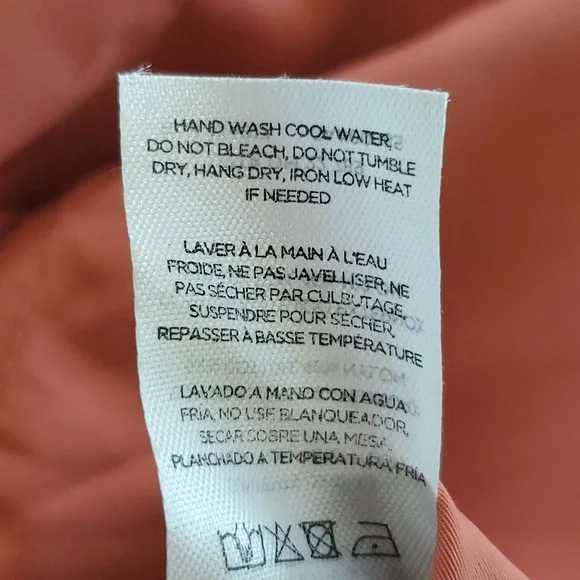 HAND WASH COOL WATER,
DO NOT BLEACH, DO NOT TUMBLE
DRY, HANG DRY, IRON LOW HEAT
IF NEEDED
LAVER À LA MAIN À L'EAU
FROIDE, NE PAS JAVELLISER, NE
PAS SÉCHER PAR CULBUTAGE,
SUSPENDRE POUR SÉCHER,
REPASSER À BASSE TEMPÉRATURE
LAVADO A MANO CON AGUA
FRIA, NO USE BLANQUEADOR,
SECAR SOBRE UNA MESA,
PLANCHADO A TEMPERATURA FRIA